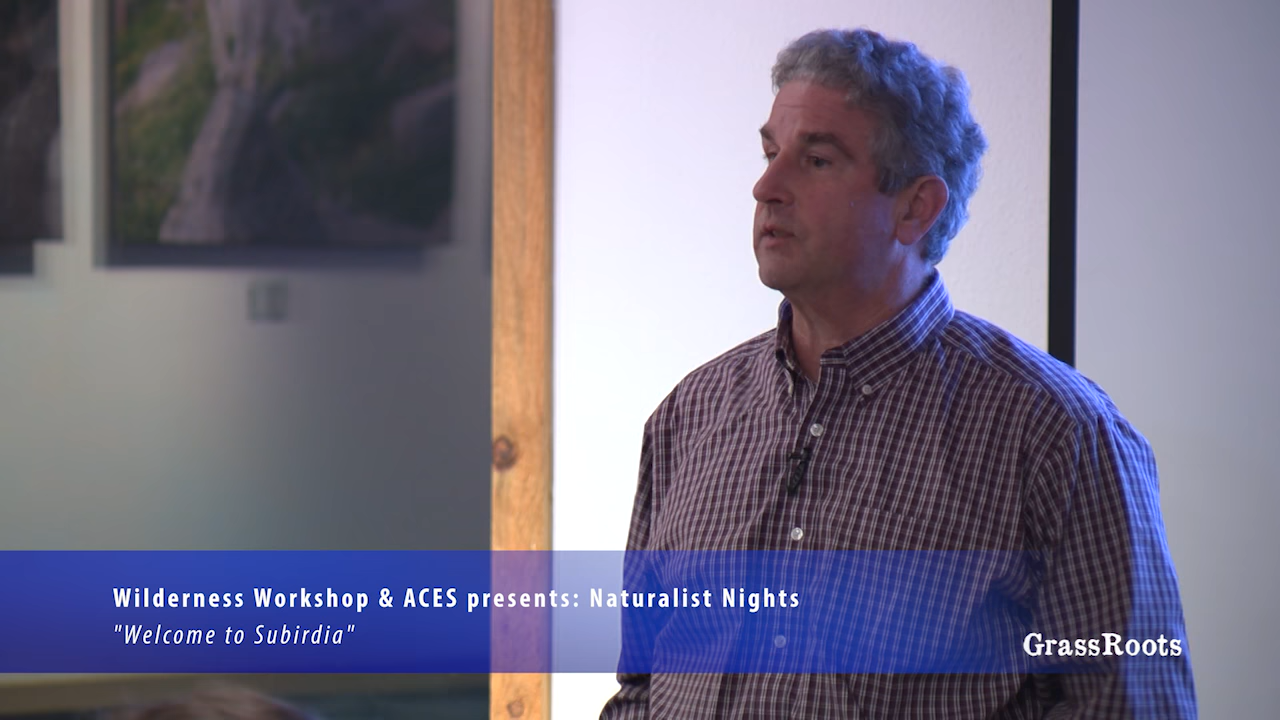 Wilderness Workshop & ACES presents: Naturalist Nights
"Welcome to Subirdia"
GrassRoots